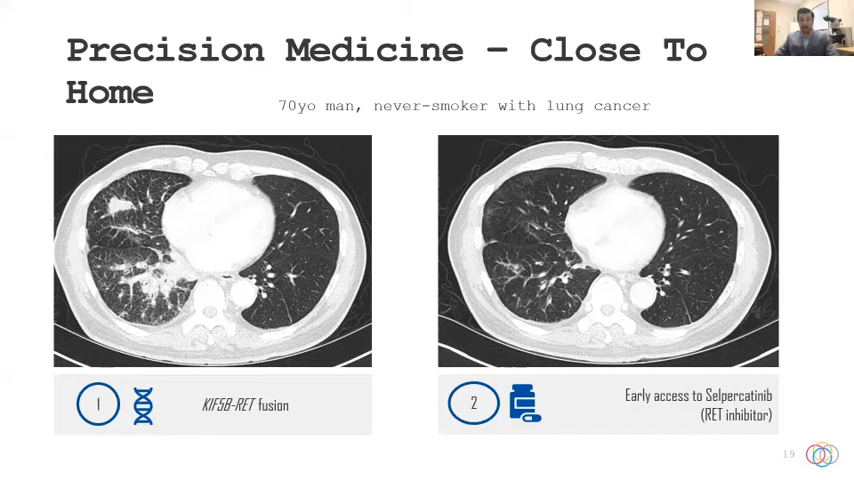 Precision Medicine – Close To
Home
70yo man, never-smoker with lung cancer
1
KIF5B-RET fusion
2
Early access to Selpercatinib
(RET inhibitor)
19